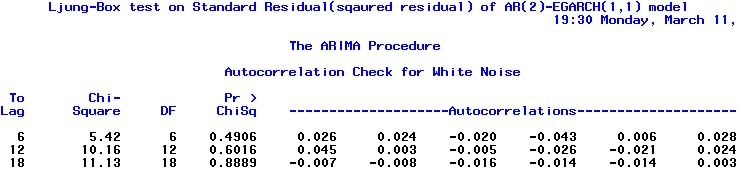 Ljung-Box test on Standard Residual(sqaured residual) of AR(2)-EGARCH(1,1) model
19:30 Monday, March 11,
The ARIMA Procedure
Autocorrelation Check for White Noise
To Chi- Pr >
Lag Square DF ChiSq --------------------Autocorrelations--------------------
6 5.42 6 0.4906 0.026 0.024 -0.020 -0.043 0.006 0.028
12 10.16 12 0.6016 0.045 0.003 -0.005 -0.026 -0.021 0.024
18 11.13 18 0.8889 -0.007 -0.008 -0.016 -0.014 -0.014 0.003